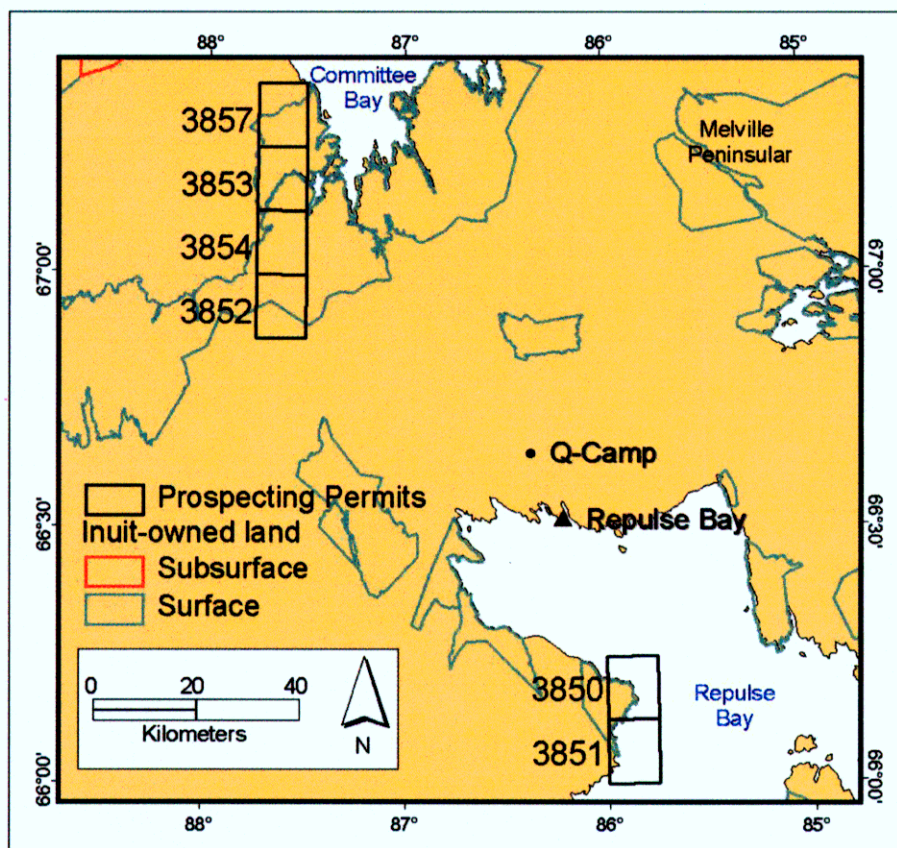 88°
87°
86°
85°
Committee
Bay
3857
Melville
Peninsular
3853
3854
67°00'
67°00'
3852
Q-Camp
Prospecting Permits
Repulse Bay
66°30'
66°30'
Inuit-owned land
Subsurface
Surface
0 20 40
Kilometers
N
3850
Repulse
Bay
3851
66°00'
66°00'
88°
87°
86°
85°